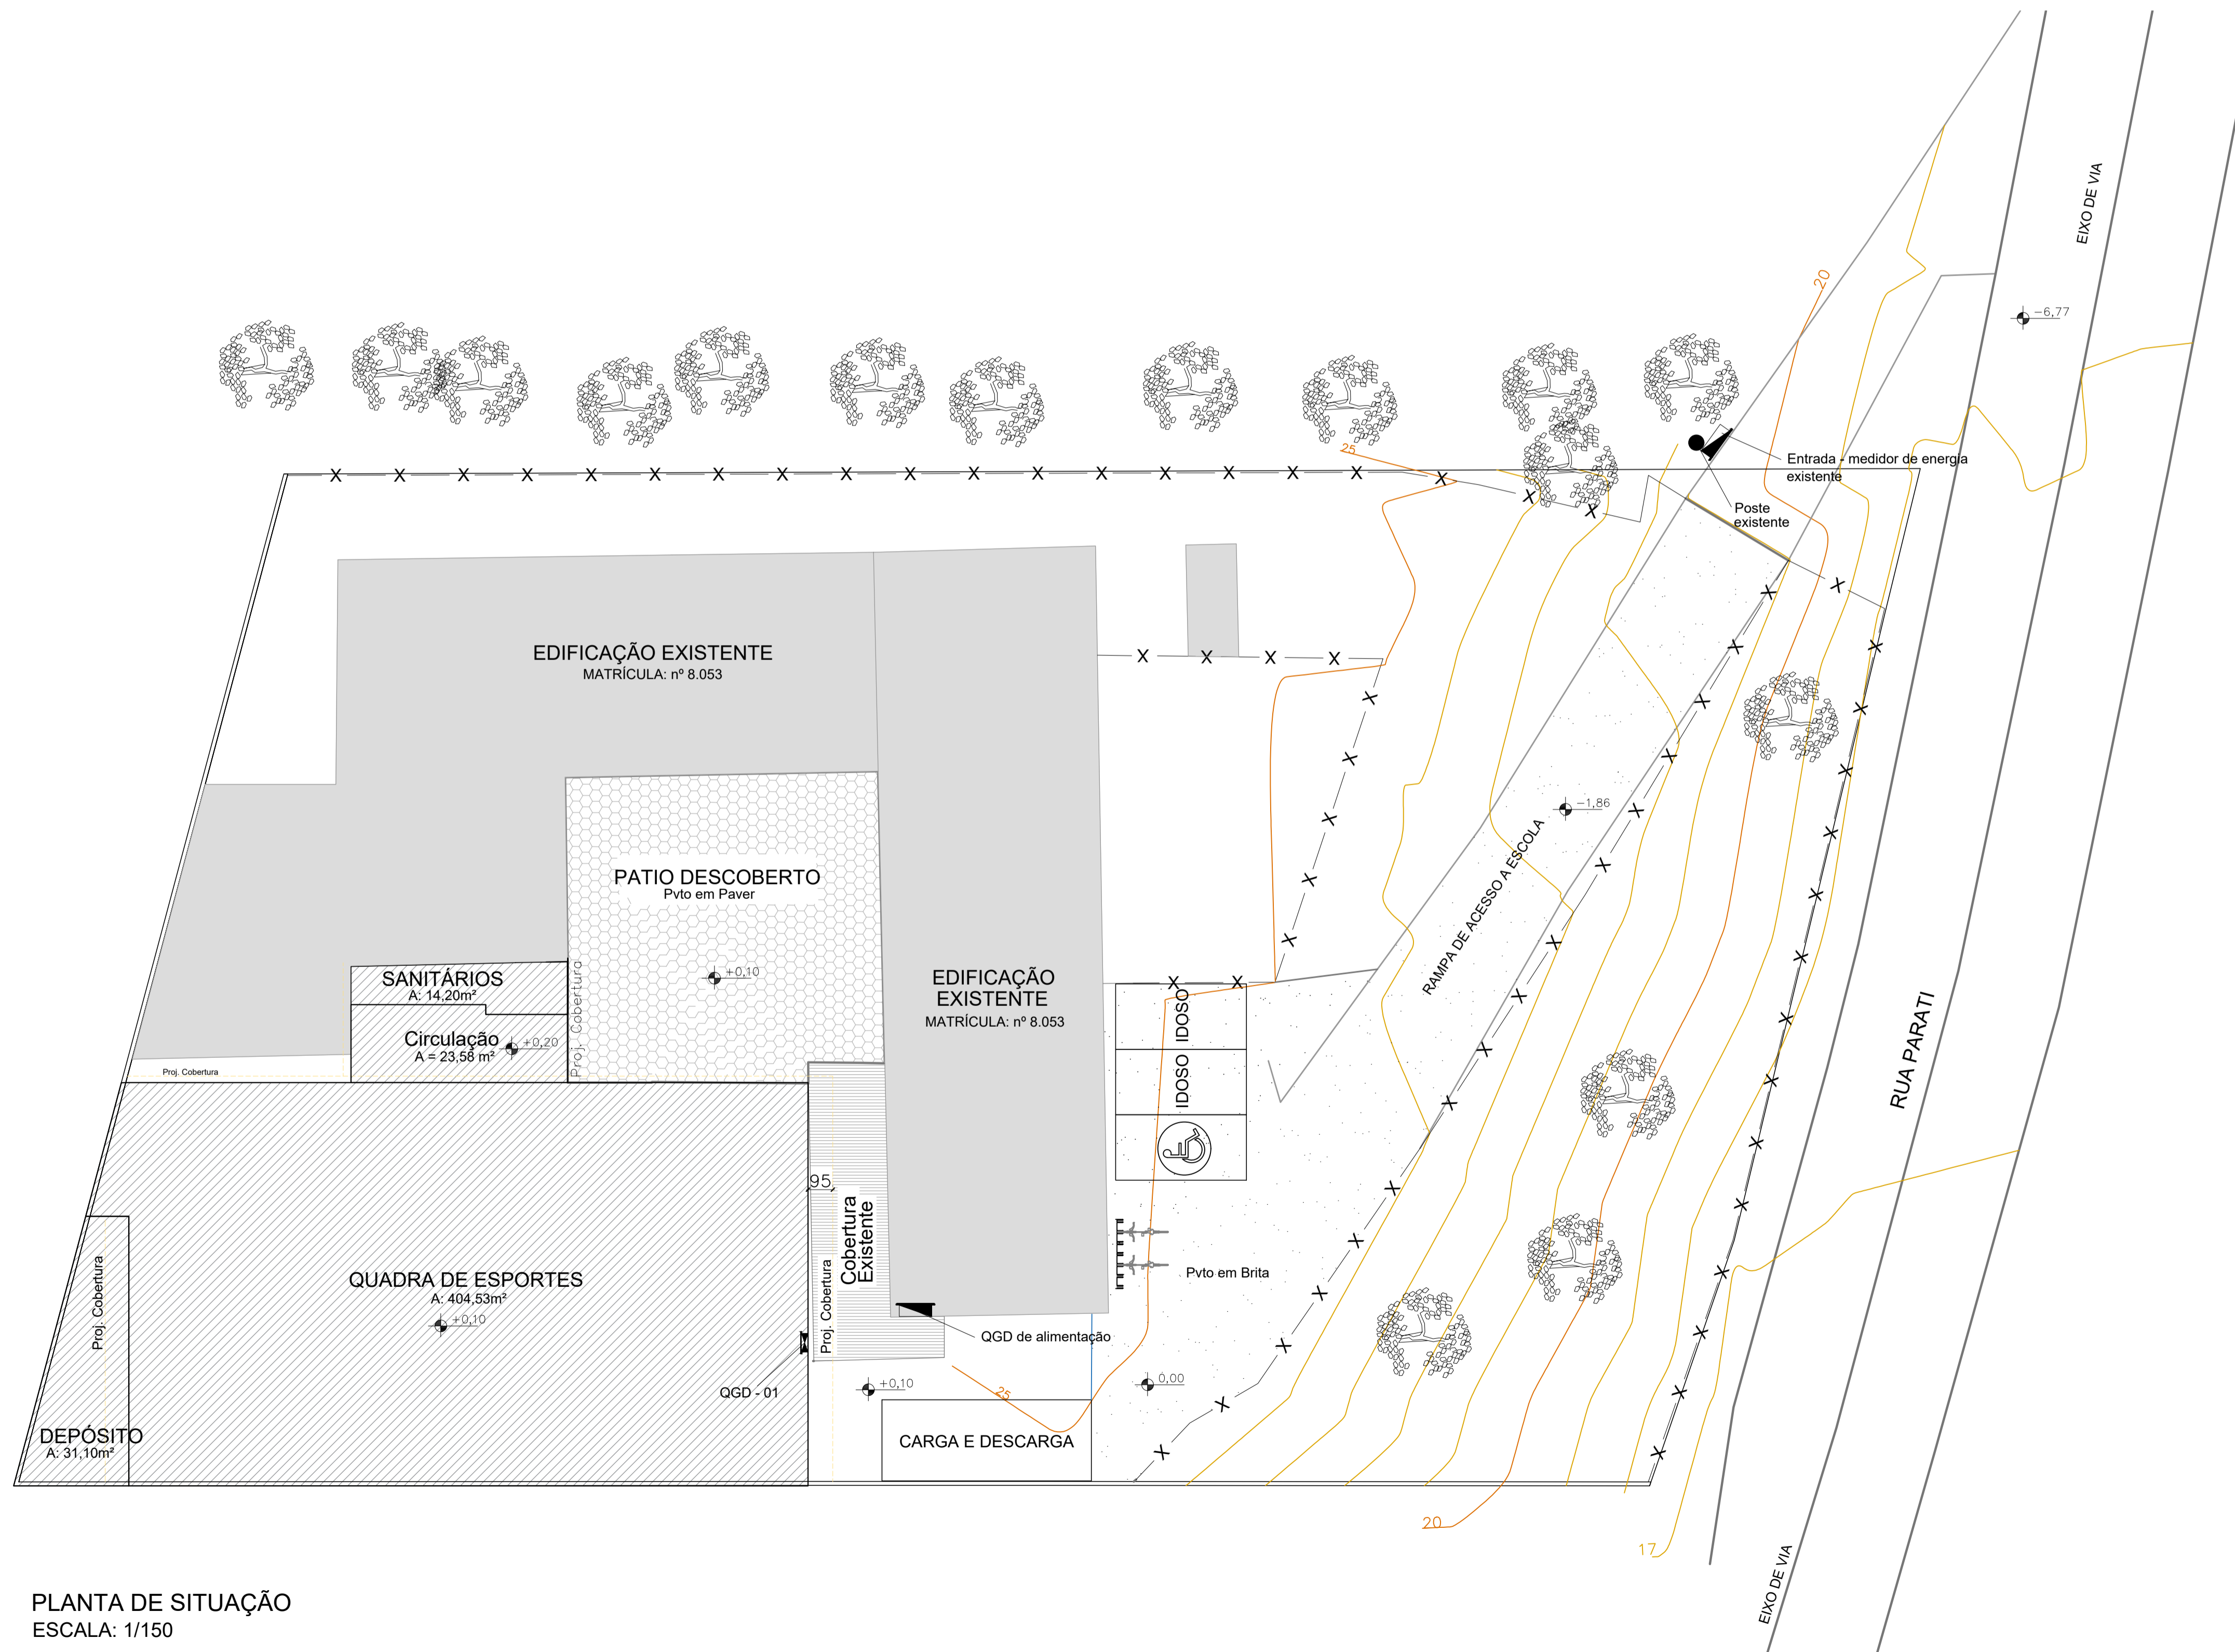 EIXO DE VIA
20
-6,77
25
Entrada - medidor de energia
existente
Poste
existente
EDIFICAÇÃO EXISTENTE
MATRÍCULA: nº 8.053
-1,86
RAMPA DE ACESSO A ESCOLA
PATIO DESCOBERTO
Pvto em Paver
+0,10
SANITÁRIOS
A: 14,20m²
Proj. Cobertura
Circulação
A = 23,58 m²
+0,20
EDIFICAÇÃO
EXISTENTE
MATRÍCULA: nº 8.053
IDOSO
IDOSO
RUA PARATI
Proj. Cobertura
95
Cobertura
Existente
Proj. Cobertura
Proj. Cobertura
QUADRA DE ESPORTES
A: 404,53m²
+0,10
Pvto em Brita
QGD de alimentação
QGD - 01
+0,10
25
0,00
DEPÓSITO
A: 31,10m²
CARGA E DESCARGA
20
17
EIXO DE VIA
PLANTA DE SITUAÇÃO
ESCALA: 1/150